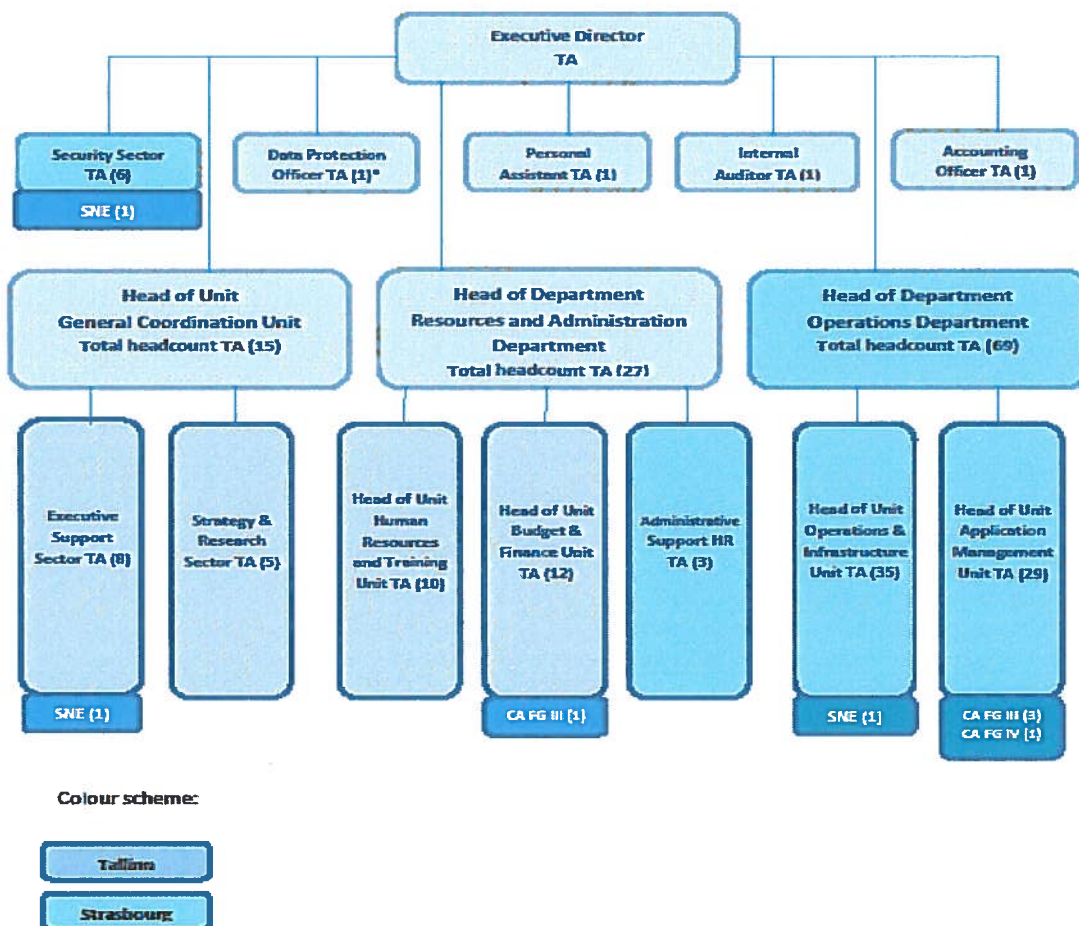 Executive Director
TA
Security Sector
TA (6)
SNE (1)
Data Protection
Officer TA (1)*
Personal
Assistant TA (1)
Internal
Auditor TA (1)
Accounting
Officer TA (1)
Head of Unit
General Coordination Unit
Total headcount TA (15)
Head of Department
Resources and Administration
Department
Total headcount TA (27)
Head of Department
Operations Department
Total headcount TA (69)
Executive
Support
Sector TA (8)
SNE (1)
Strategy &
Research
Sector TA (5)
Head of Unit
Human
Resources
and Training
Unit TA (10)
Head of Unit
Budget &
Finance Unit
TA (12)
CA FG III (1)
Administrative
Support HR
TA (3)
Head of Unit
Operations &
Infrastructure
Unit TA (35)
SNE (1)
Head of Unit
Application
Management
Unit TA (29)
CA FG III (3)
CA FG IV (1)
Colour scheme:
Tallinn
Strasbourg